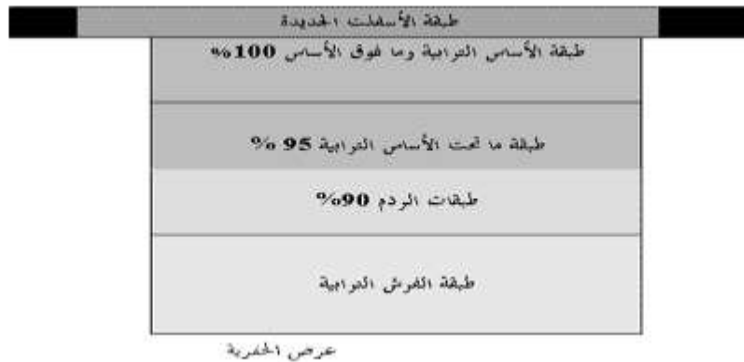 طبقة الأسفلت الجديدة
طبقة الأساس الترابية وما فوق الأساس 100%
طبقة ما تحت الأساس الترابية 95 %
طبقات الردم 90%
طبقة الفرش الترابية
عرض الحفرية